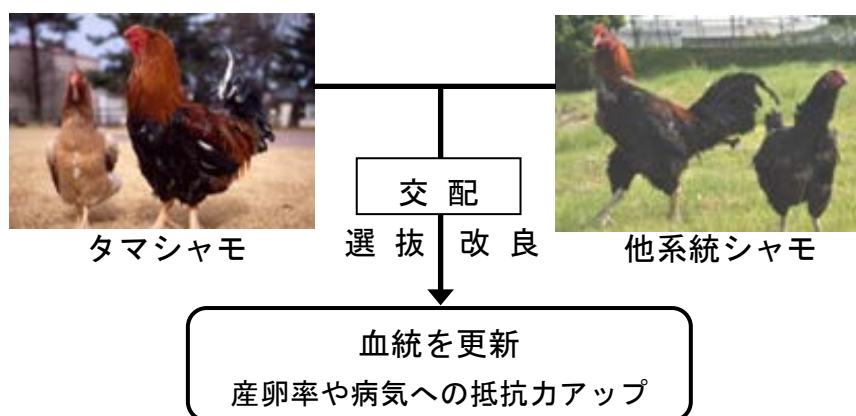 交配
タマシャモ
選抜改良
他系統シャモ
血統を更新
産卵率や病気への抵抗力アップ